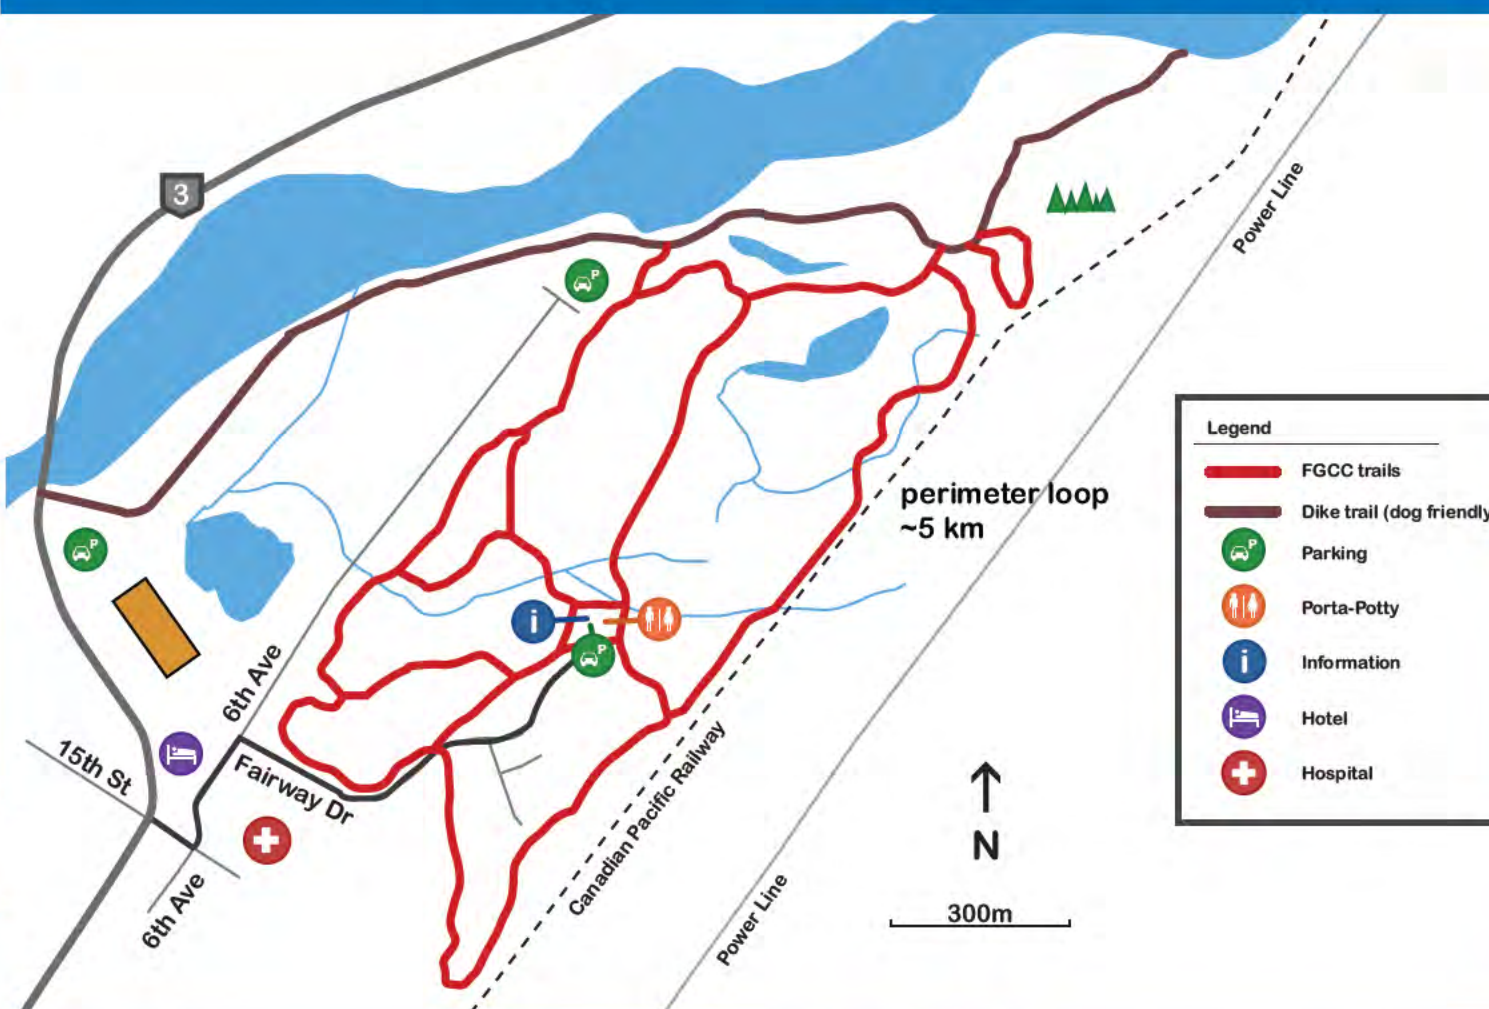 3
P
Power Line
Legend
FGCC trails
Dike trail (dog friendly
P
Parking
perimeter loop
~5 km
P
Porta-Potty
i
P
i
Information
6th Ave
Hotel
15th St
Fairway Dr
Canadian Pacific Railway
Hospital
N
6th Ave
Power Line
300m